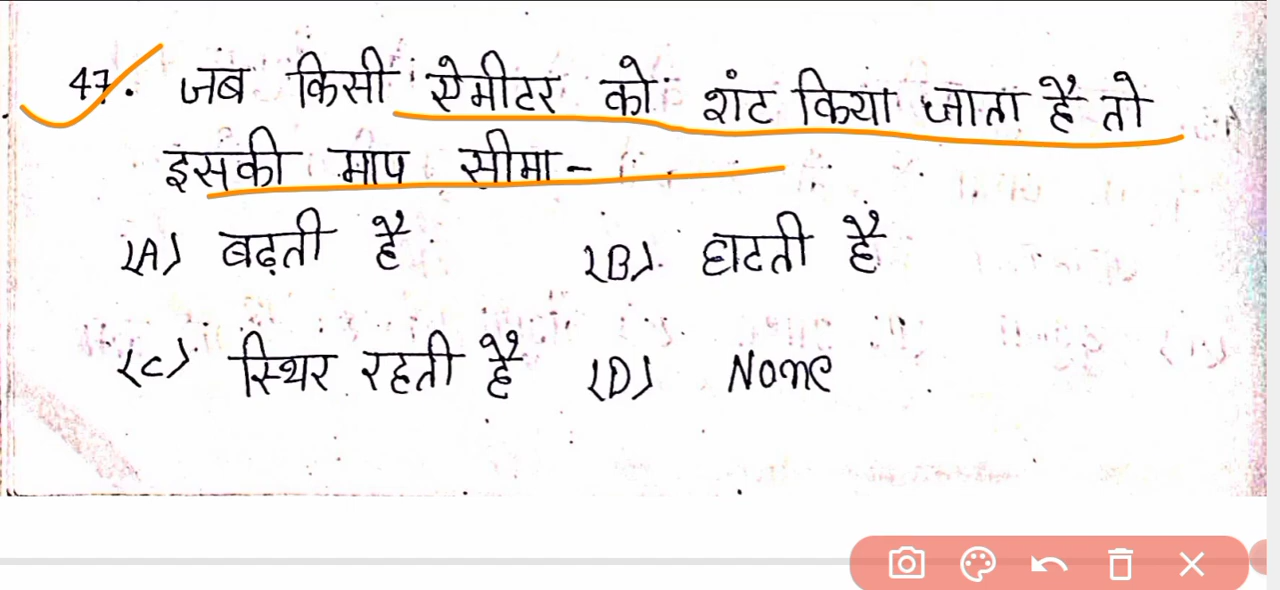 47. जब किसी ऐमीटर को शंट किया जाता है तो
इसकी माप सीमा -
(A) बढ़ती है (B) घटती है
(C) स्थिर रहती है (D) None